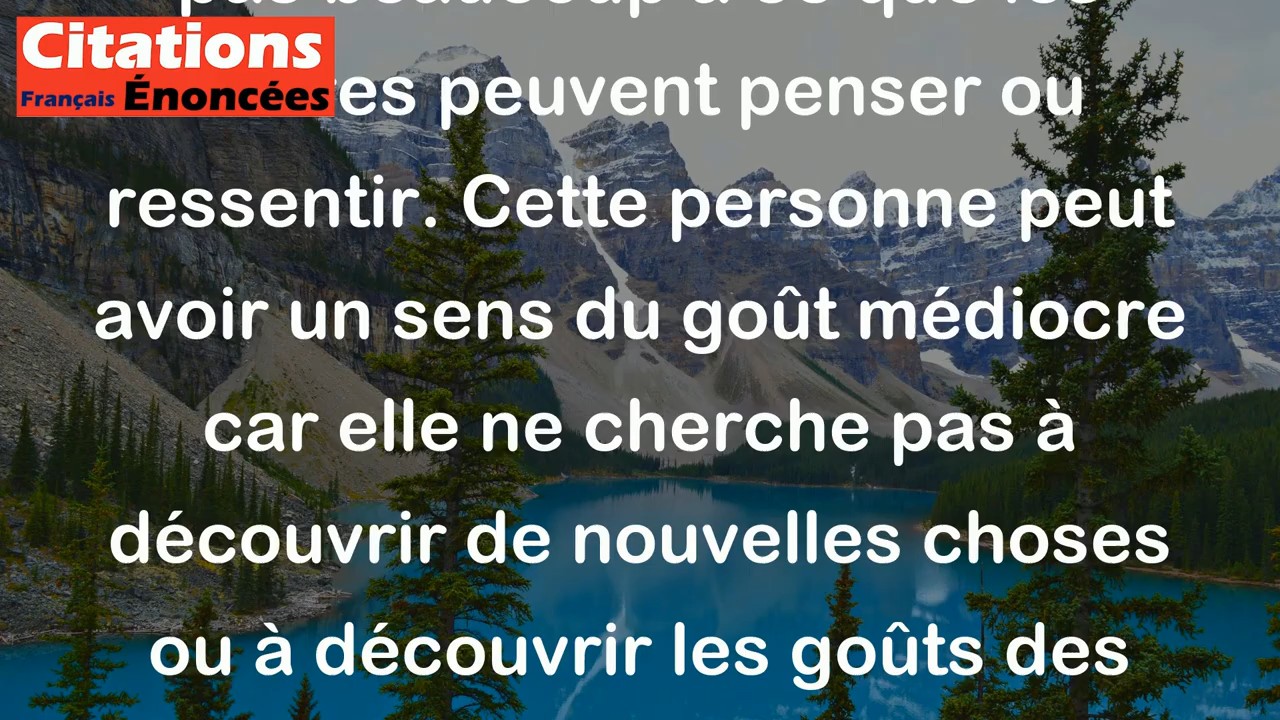 Citations
Français Énoncées
peuvent penser ou
ressentir. Cette personne peut
avoir un sens du goût médiocre
car elle ne cherche pas à
découvrir de nouvelles choses
ou à découvrir les goûts des